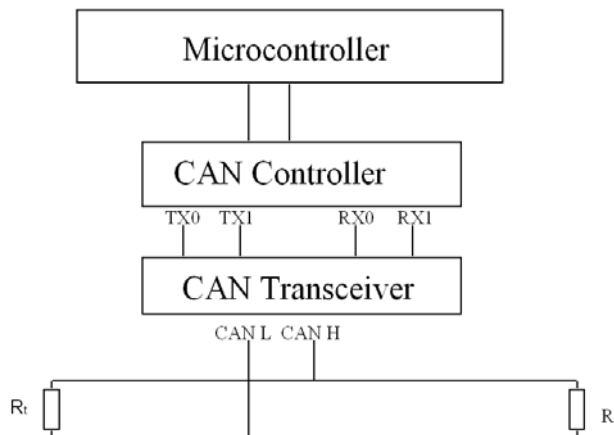 Microcontroller
CAN Controller
TX0 TX1 RX0 RX1
CAN Transceiver
CAN L CAN H
Rt R